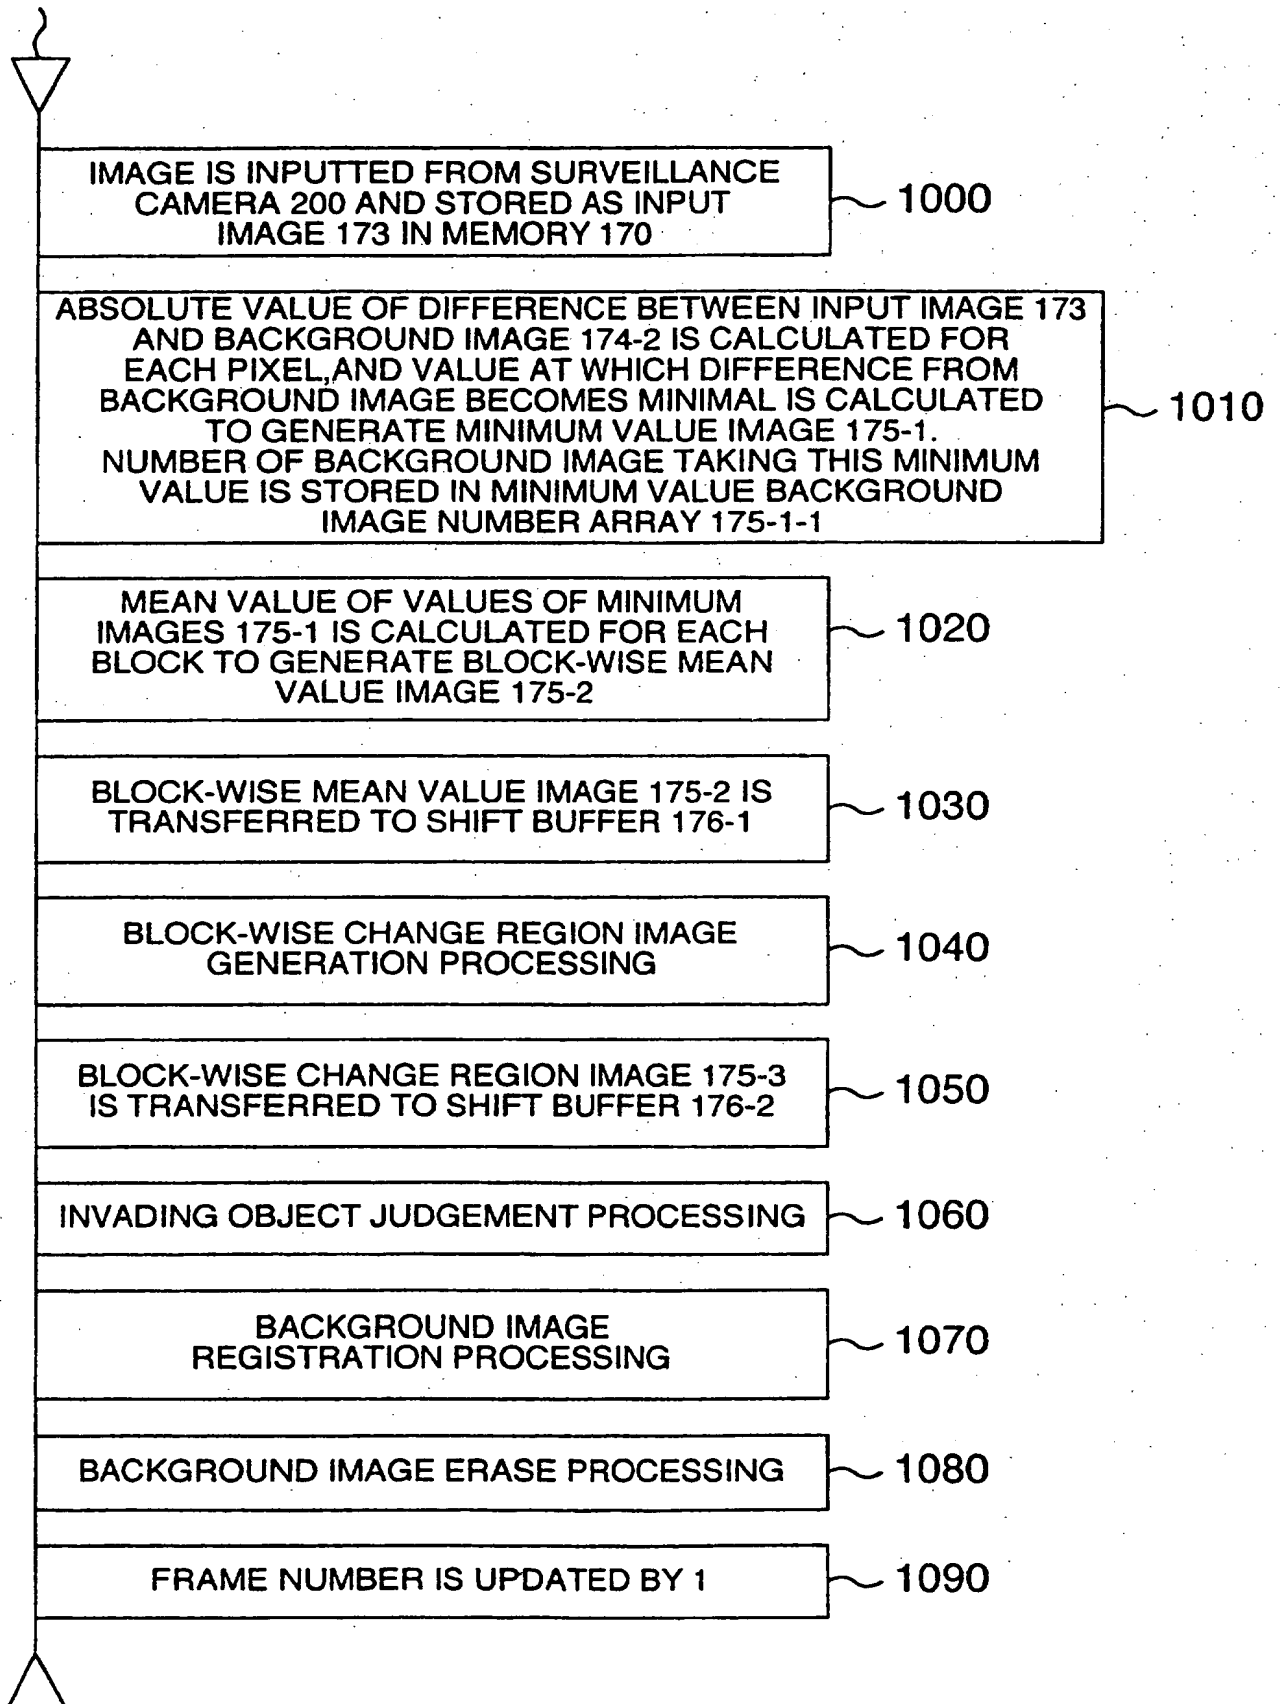 IMAGE IS INPUTTED FROM SURVEILLANCE
CAMERA 200 AND STORED AS INPUT
IMAGE 173 IN MEMORY 170
1000
ABSOLUTE VALUE OF DIFFERENCE BETWEEN INPUT IMAGE 173
AND BACKGROUND IMAGE 174-2 IS CALCULATED FOR
EACH PIXEL, AND VALUE AT WHICH DIFFERENCE FROM
BACKGROUND IMAGE BECOMES MINIMAL IS CALCULATED
TO GENERATE MINIMUM VALUE IMAGE 175-1.
NUMBER OF BACKGROUND IMAGE TAKING THIS MINIMUM
VALUE IS STORED IN MINIMUM VALUE BACKGROUND
IMAGE NUMBER ARRAY 175-1-1
1010
MEAN VALUE OF VALUES OF MINIMUM
IMAGES 175-1 IS CALCULATED FOR EACH
BLOCK TO GENERATE BLOCK-WISE MEAN
VALUE IMAGE 175-2
1020
BLOCK-WISE MEAN VALUE IMAGE 175-2 IS
TRANSFERRED TO SHIFT BUFFER 176-1
1030
BLOCK-WISE CHANGE REGION IMAGE
GENERATION PROCESSING
1040
BLOCK-WISE CHANGE REGION IMAGE 175-3
IS TRANSFERRED TO SHIFT BUFFER 176-2
1050
INVADING OBJECT JUDGEMENT PROCESSING
1060
BACKGROUND IMAGE
REGISTRATION PROCESSING
1070
BACKGROUND IMAGE ERASE PROCESSING
1080
FRAME NUMBER IS UPDATED BY 1
1090